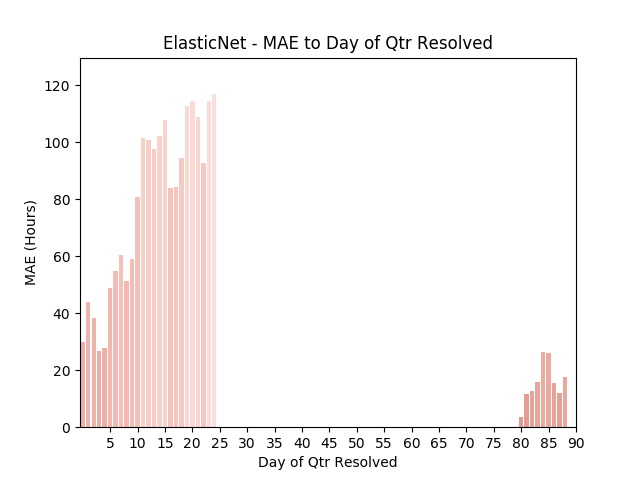 ElasticNet - MAE to Day of Qtr Resolved
MAE (Hours)
120
100
80
60
40
20
0
5 10 15 20 25 30 35 40 45 50 55 60 65 70 75 80 85 90
Day of Qtr Resolved